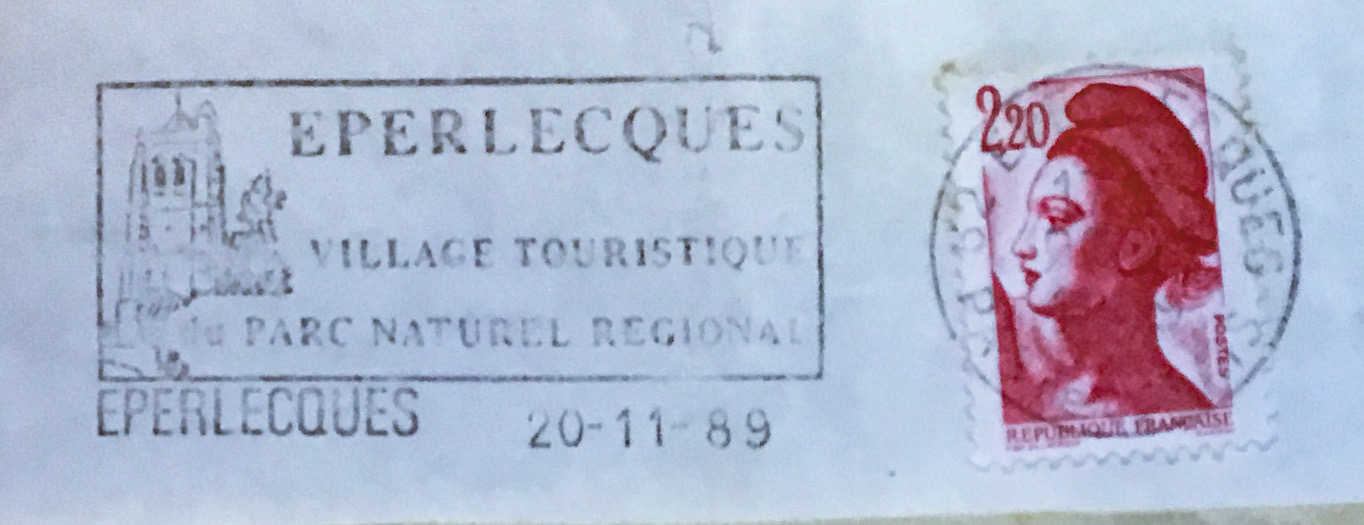 EPERLECQUES
VILLAGE TOURISTIQUE
du PARC NATUREL REGIONAL
EPERLECQUES 20-11-89
2,20
POSTES
REPUBLIQUE FRANÇAISE